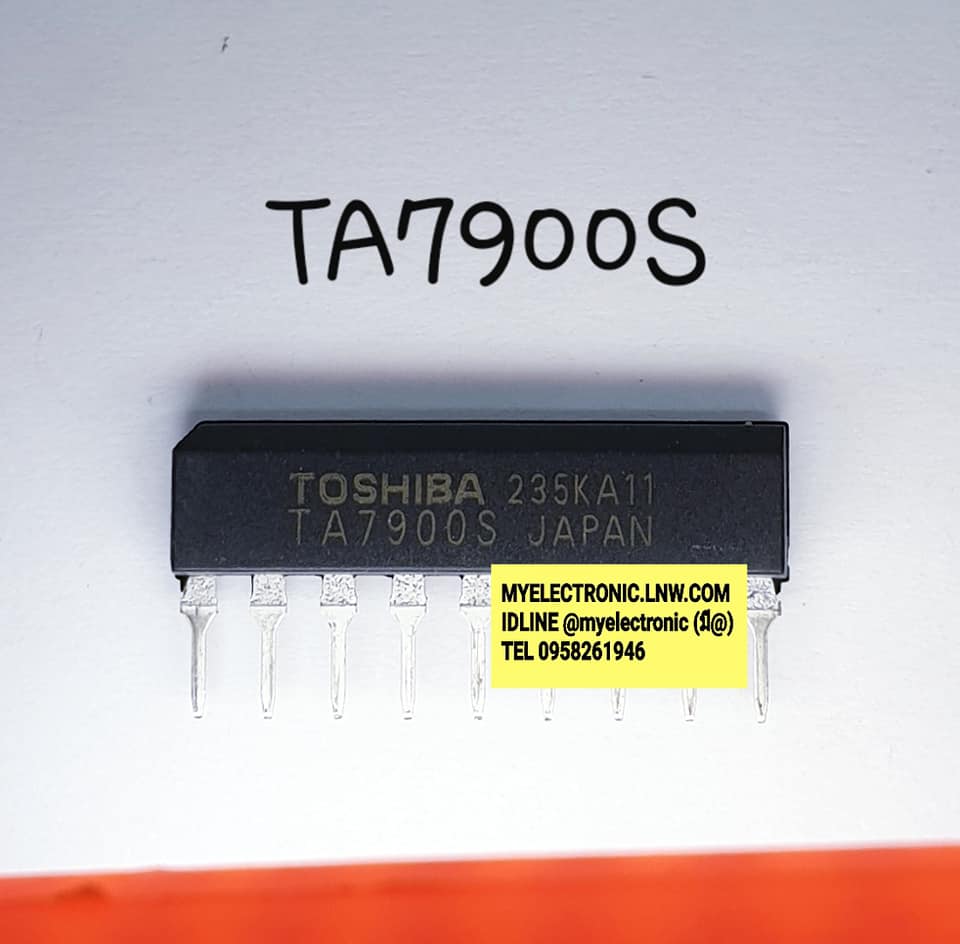 TA7900S
TOSHIBA 235KA11
TA7900S JAPAN
MYELECTRONIC.LNW.COM
IDLINE @myelectronic (มี@)
TEL 0958261946